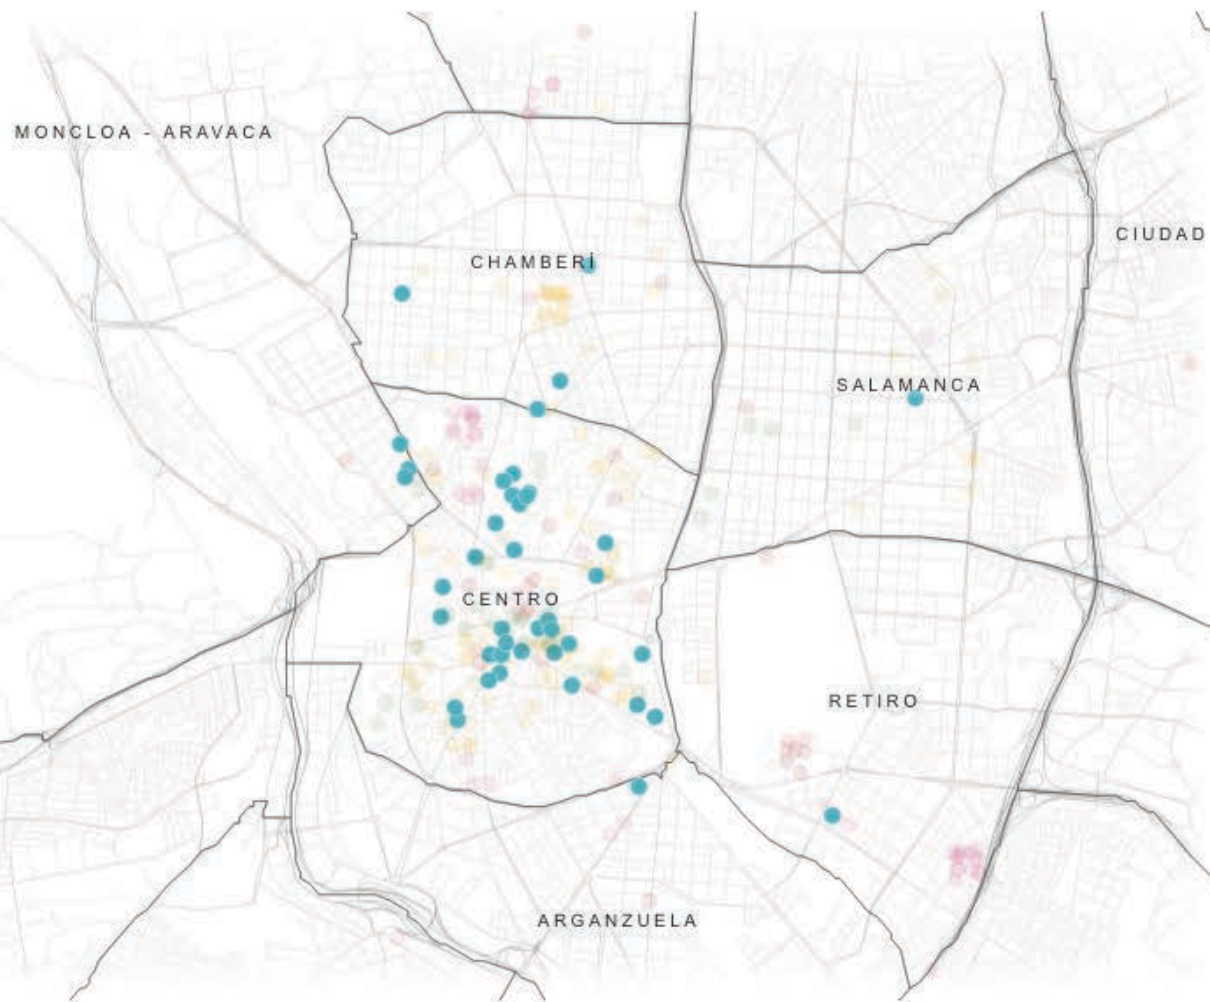 MONCLOA - ARAVACA
CIUDAD
CHAMBERÍ
SALAMANCA
CENTRO
RETIRO
ARGANZUELA